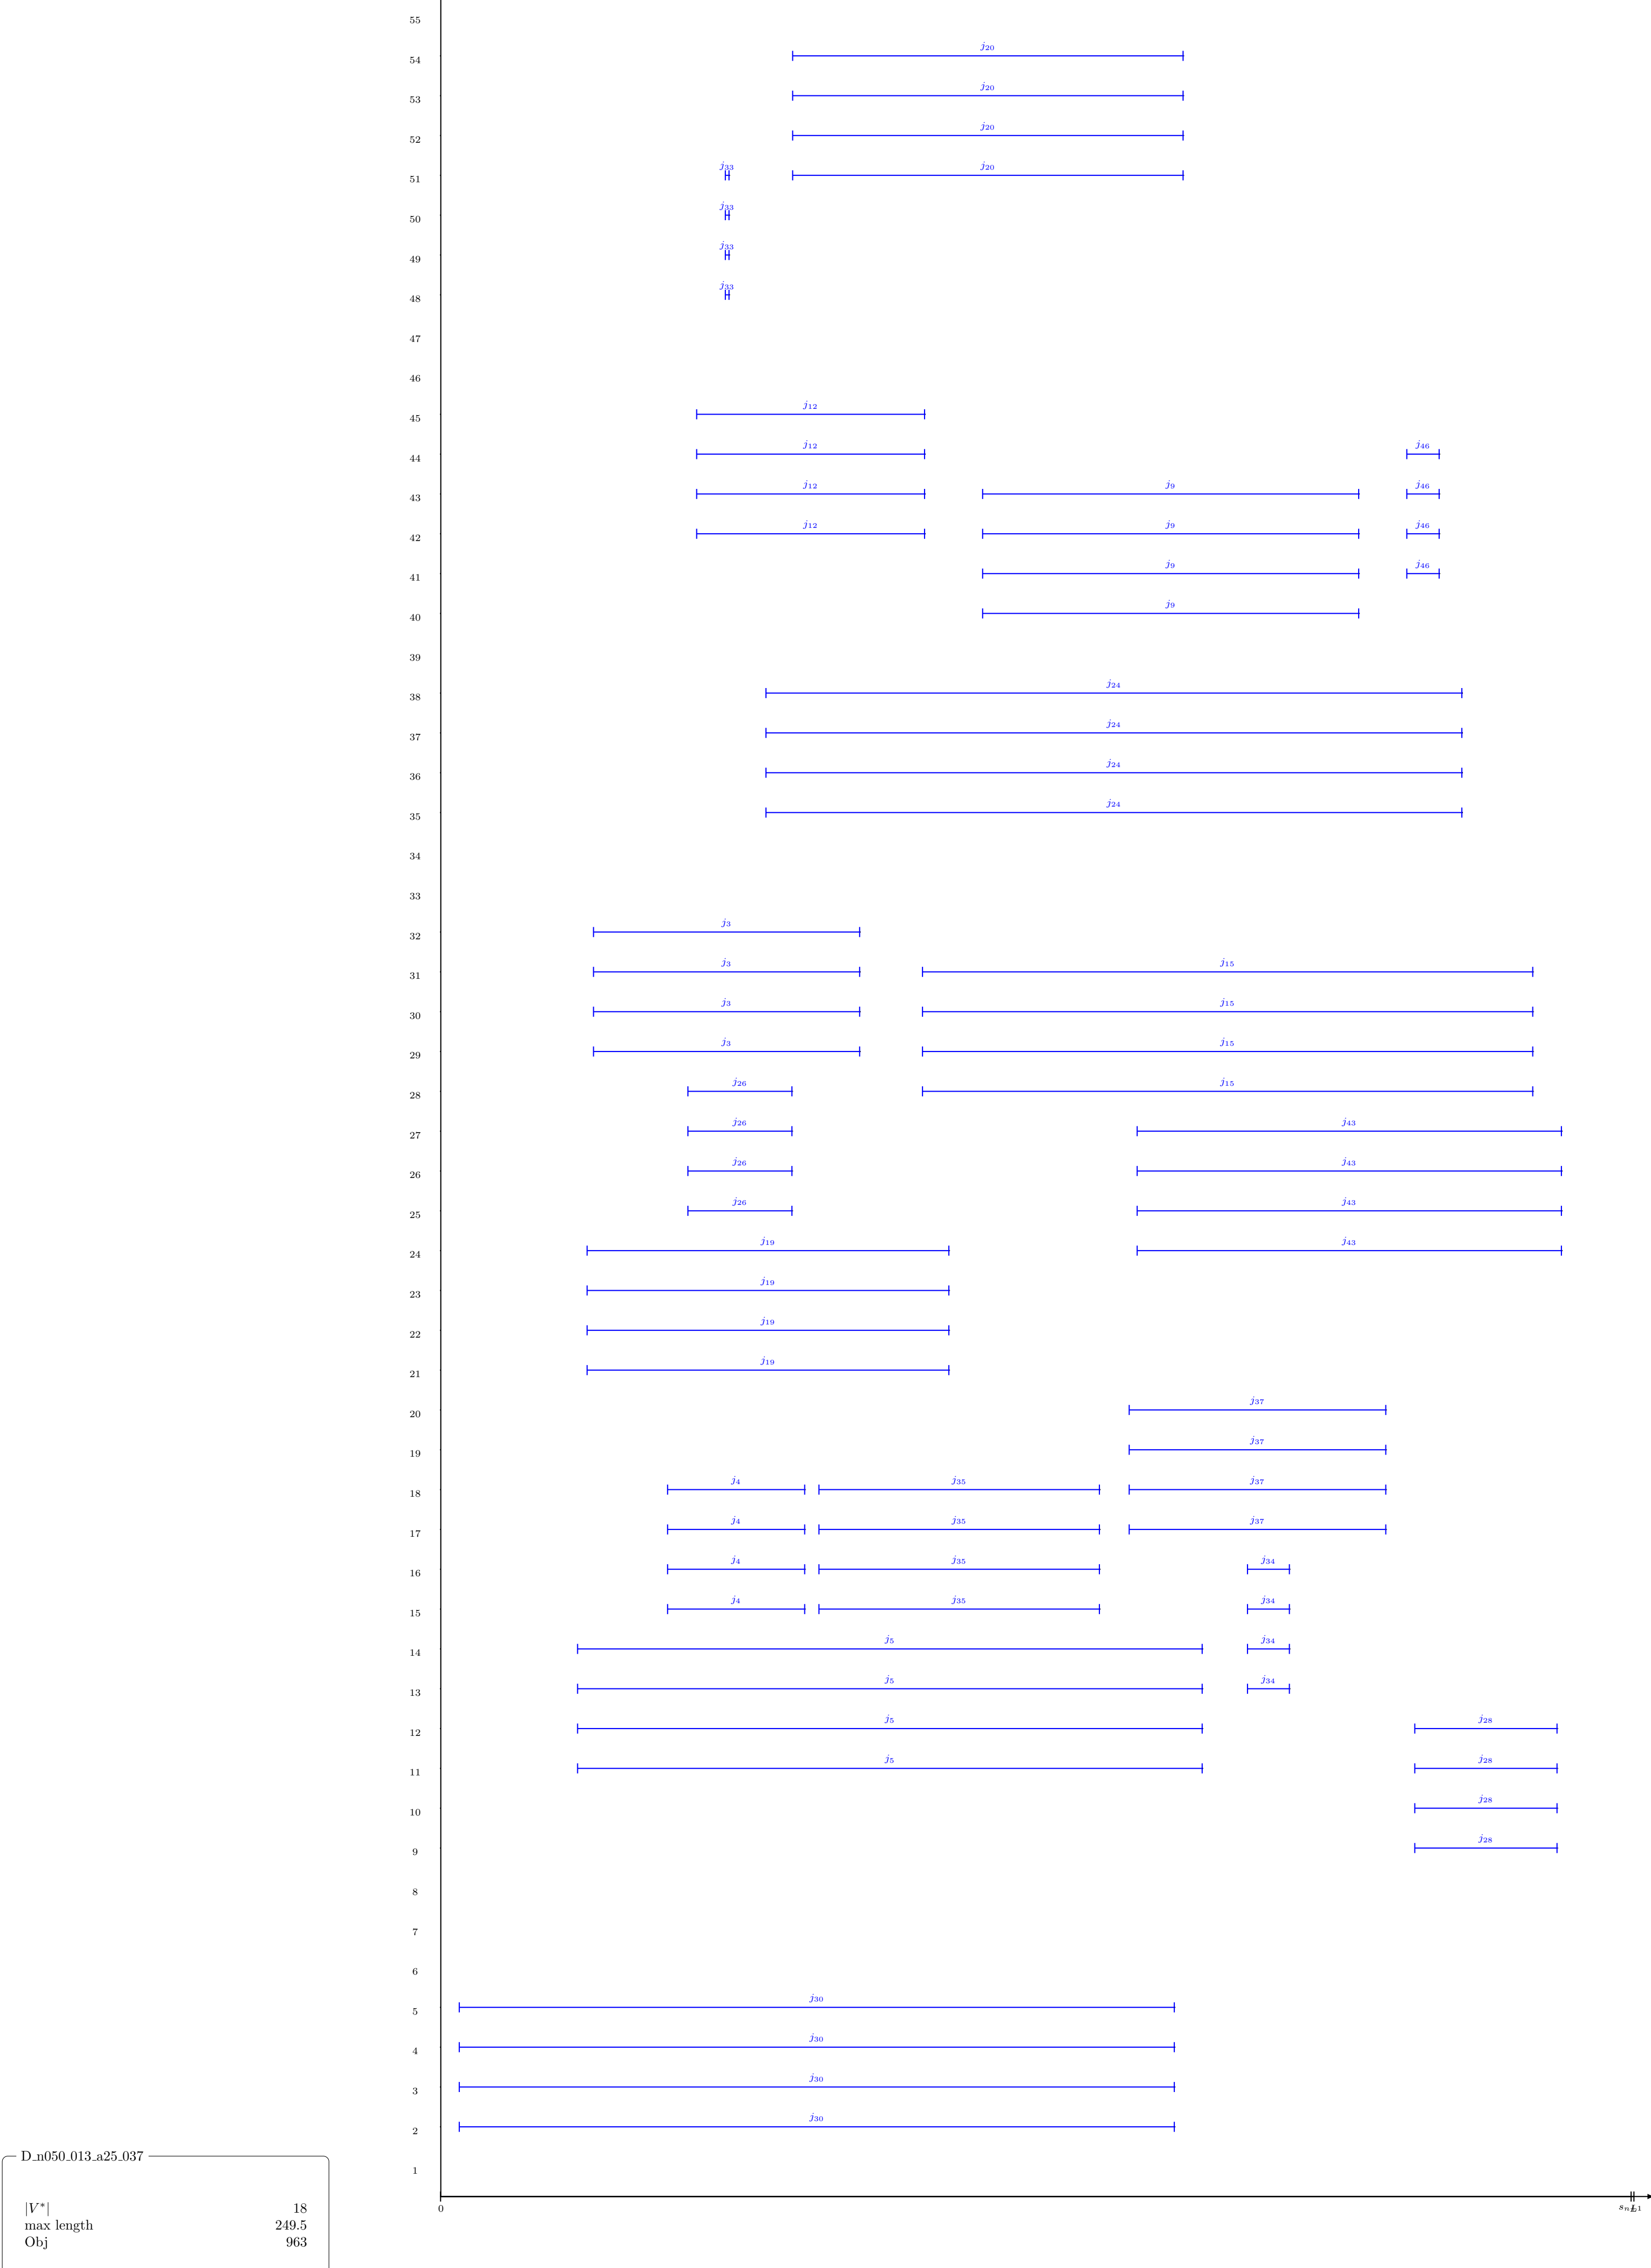 55
j20
54
j20
53
j20
52
j33 j20
51
j33
50
j33
49
j33
48
47
46
j12
45
j12 j46
44
j12 j9 j46
43
j12 j9 j46
42
j9 j46
41
j9
40
39
j24
38
j24
37
j24
36
j24
35
34
33
j3
32
j3 j15
31
j3 j15
30
j3 j15
29
j26 j15
28
j26 j43
27
j26 j43
26
j26 j43
25
j19 j43
24
j19
23
j19
22
j19
21
j37
20
j37
19
j4 j35 j37
18
j4 j35 j37
17
j4 j35 j34
16
j4 j35 j34
15
j5 j34
14
j5 j34
13
j5 j28
12
j5 j28
11
j28
10
j28
9
8
7
6
j30
5
j30
4
j30
3
j30
2
D_n050_013_a25_037
1
|V*| 18
0
max length 249.5
Obj 963